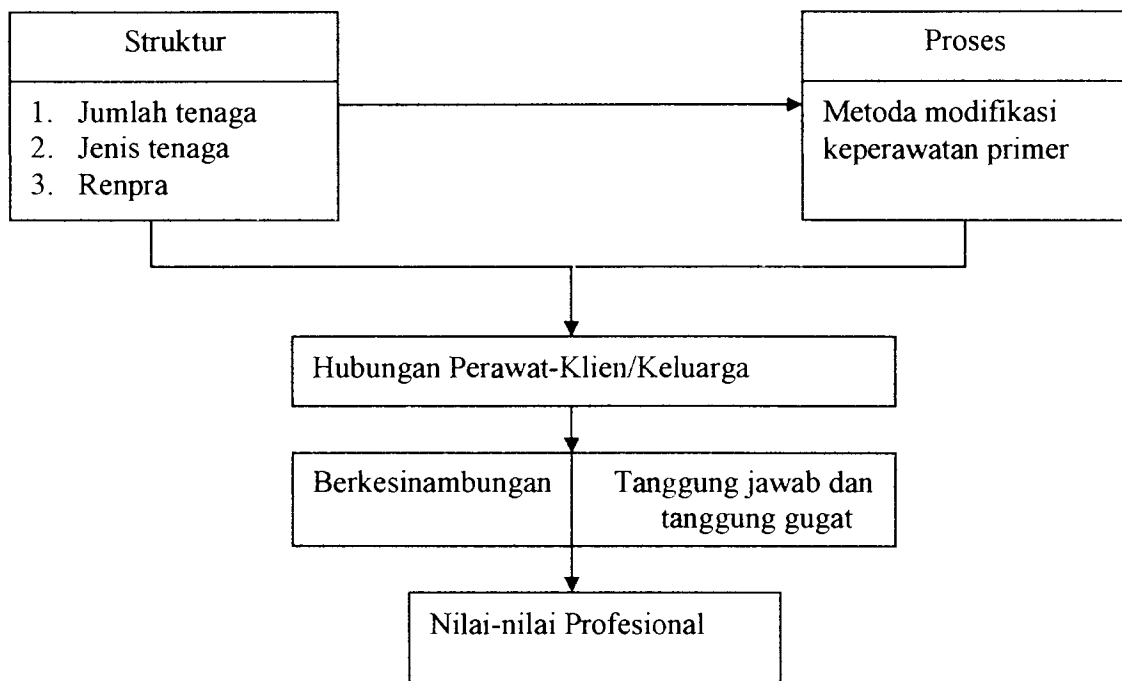 Struktur
1. Jumlah tenaga
2. Jenis tenaga
3. Renpra
Proses
Metoda modifikasi
keperawatan primer
Hubungan Perawat-Klien/Keluarga
Berkesinambungan
Tanggung jawab dan
tanggung gugat
Nilai-nilai Profesional